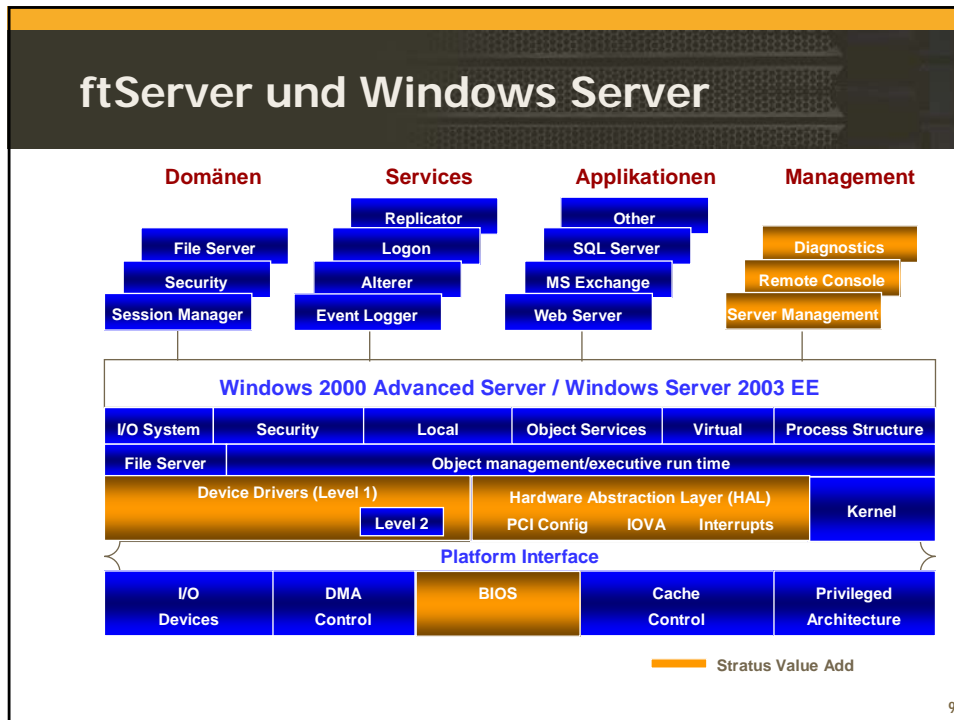 ftServer und Windows Server
Domänen Services Applikationen Management
Replicator Other
File Server Logon SQL Server Diagnostics
Security Alterer MS Exchange Remote Console
Session Manager Event Logger Web Server Server Management
Windows 2000 Advanced Server / Windows Server 2003 EE
I/O System Security Local Object Services Virtual Process Structure
File Server Object management/executive run time
Device Drivers (Level 1) Hardware Abstraction Layer (HAL)
Level 2 PCI Config IOVA Interrupts Kernel
Platform Interface
I/O DMA BIOS Cache Privileged
Devices Control Control Architecture
Stratus Value Add
9